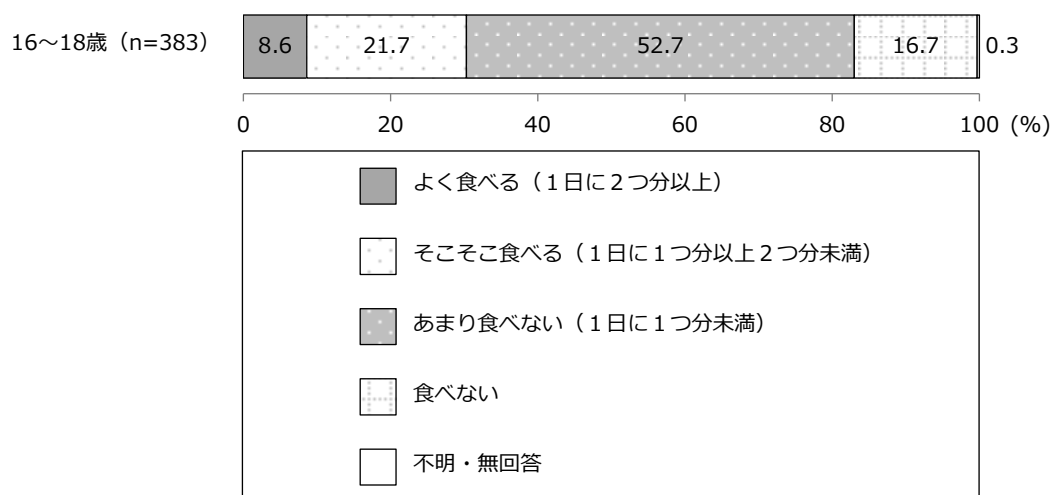 16～18歳（n=383）
8.6 21.7 52.7 16.7 0.3
0 20 40 60 80 100 (%)
よく食べる（１日に２つ分以上）
そこそこ食べる（１日に１つ分以上２つ分未満）
あまり食べない（１日に１つ分未満）
食べない
不明・無回答